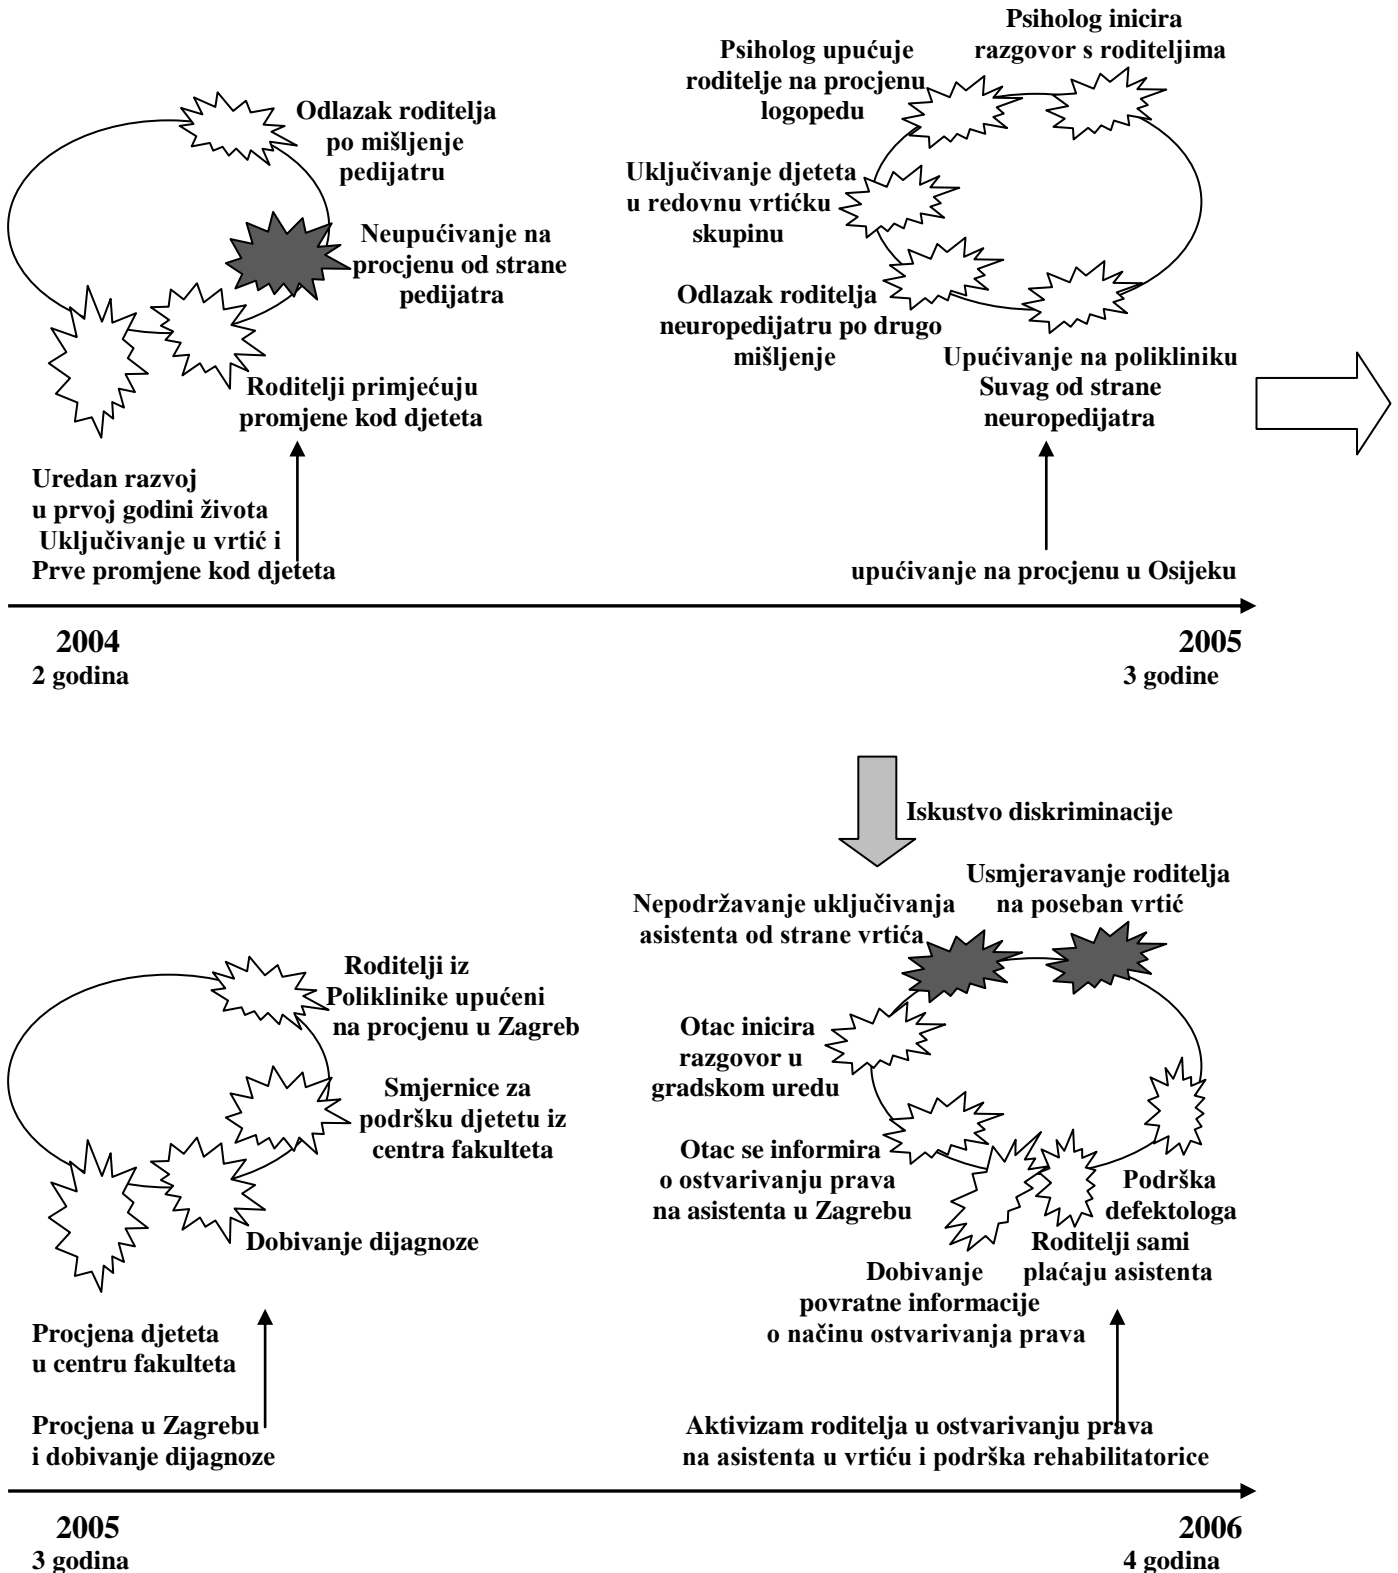 Odlazak roditelja
po mišljenje
pedijatru
Neupućivanje na
procjenu od strane
pedijatra
Roditelji primjećuju
promjene kod djeteta
Uredan razvoj
u prvoj godini života
Uključivanje u vrtić i
Prve promjene kod djeteta
Psiholog inicira
razgovor s roditeljima
Psiholog upućuje
roditelje na procjenu
logopedu
Uključivanje djeteta
u redovnu vrtićku
skupinu
Odlazak roditelja
neuropedijatru po drugo
mišljenje
Upućivanje na polikliniku
Suvag od strane
neuropedijatra
upućivanje na procjenu u Osijeku
2004
2 godina
2005
3 godine
Roditelji iz
Poliklinike upućeni
na procjenu u Zagreb
Smjernice za
podršku djetetu iz
centra fakulteta
Dobivanje dijagnoze
Procjena djeteta
u centru fakulteta
Procjena u Zagrebu
i dobivanje dijagnoze
Iskustvo diskriminacije
Usmjeravanje roditelja
na poseban vrtić
Nepodržavanje uključivanja
asistenta od strane vrtića
Otac inicira
razgovor u
gradskom uredu
Otac se informira
o ostvarivanju prava
na asistenta u Zagrebu
Podrška
defektologa
Roditelji sami
plaćaju asistenta
Dobivanje
povratne informacije
o načinu ostvarivanja prava
Aktivizam roditelja u ostvarivanju prava
na asistenta u vrtiću i podrška rehabilitatorice
2005
3 godina
2006
4 godina